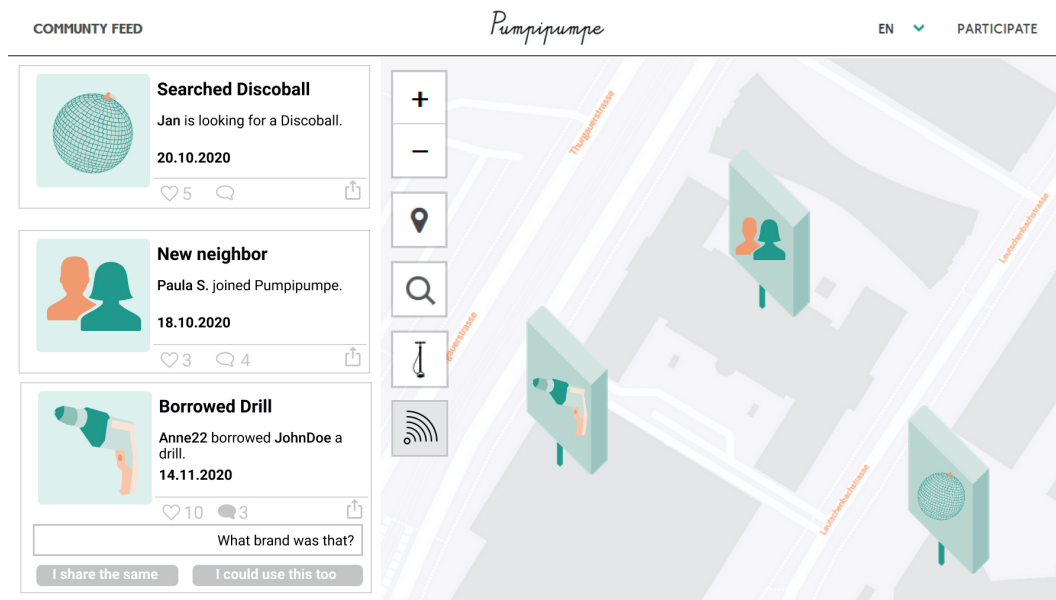 COMMUNTY FEED
Pumpipumpe
EN
PARTICIPATE
Searched Discoball
Jan is looking for a Discoball.
20.10.2020
5
New neighbor
Paula S. joined Pumpipumpe.
18.10.2020
3
4
Borrowed Drill
Anne22 borrowed JohnDoe a
drill.
14.11.2020
10
3
What brand was that?
I share the same
I could use this too
+
−
Thurgauerstrasse
gauerstrasse
Leutschenbachstrasse
Leutschenbachstrasse